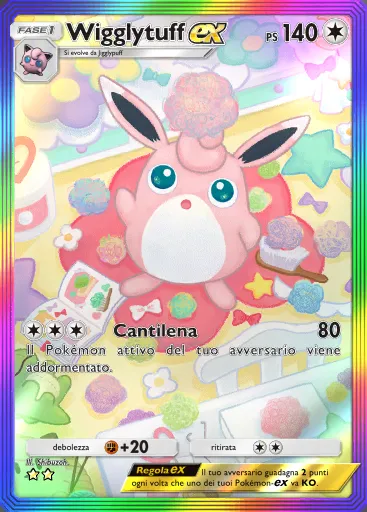 FASE 1
Wigglytuff ex
PS 140
Si evolve da Jigglypuff
Cantilena 80
Il Pokémon attivo del tuo avversario viene
addormentato.
debolezza +20 ritirata
Ill. Shibuzoh.
Regola ex Il tuo avversario guadagna 2 punti
ogni volta che uno dei tuoi Pokémon-ex va KO.